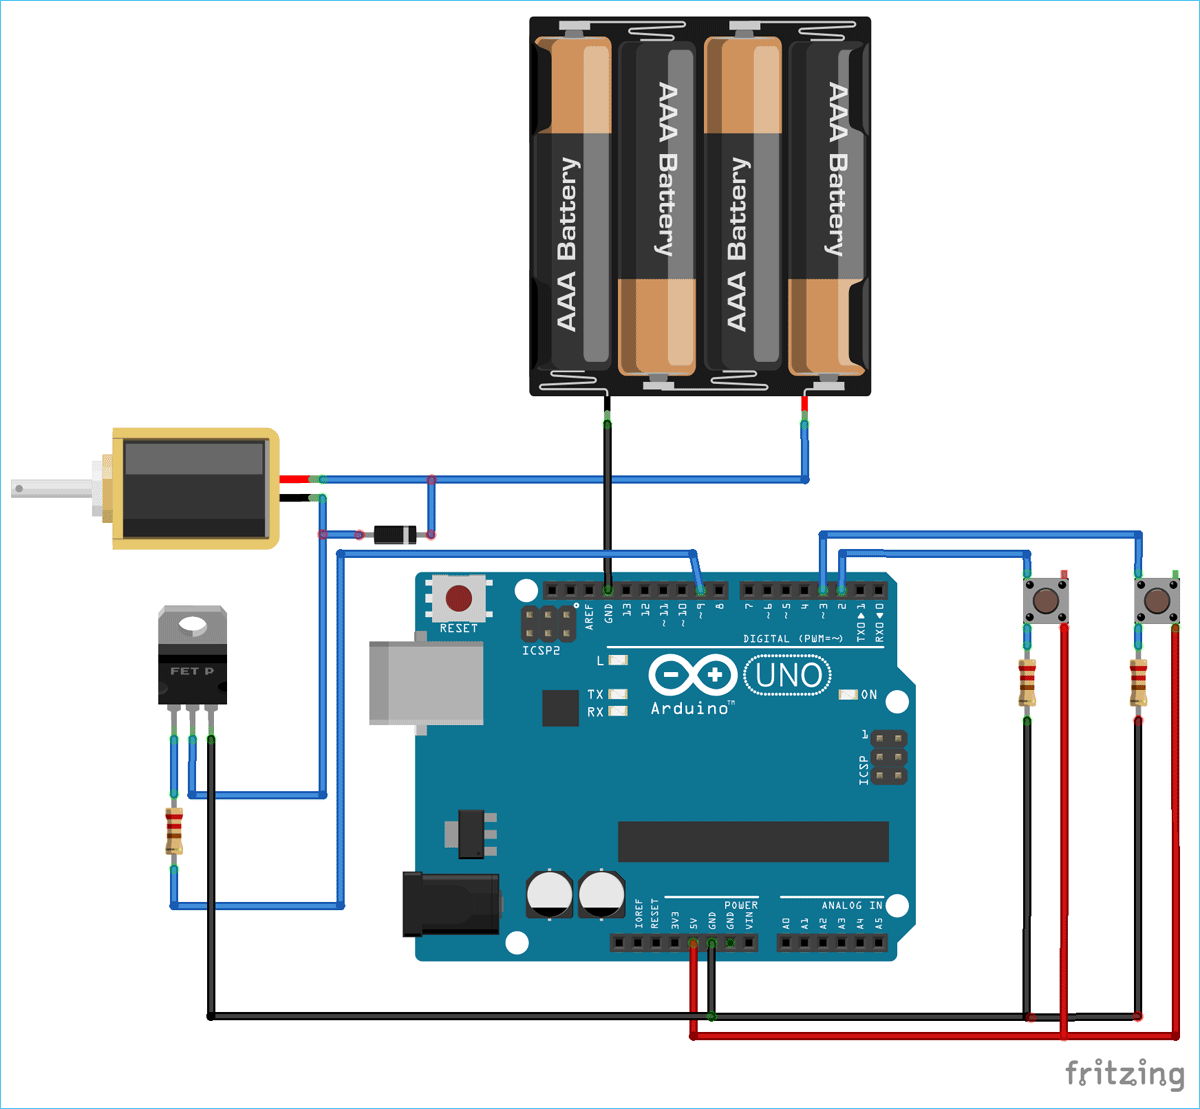 AAA Battery
AAA Battery
AAA Battery
AAA Battery
RESET
ICSP2
AREF
GND
13
12
~11
~10
~9
8
7
~6
~5
4
~3
2
TX0 1
RX0 0
DIGITAL (PWM=~)
FET P
L
TX
RX
Arduino™
UNO
ON
1
ICSP
IOREF
RESET
3V3
5V
GND
GND
VIN
POWER
A0
A1
A2
A3
A4
A5
ANALOG IN
fritzing